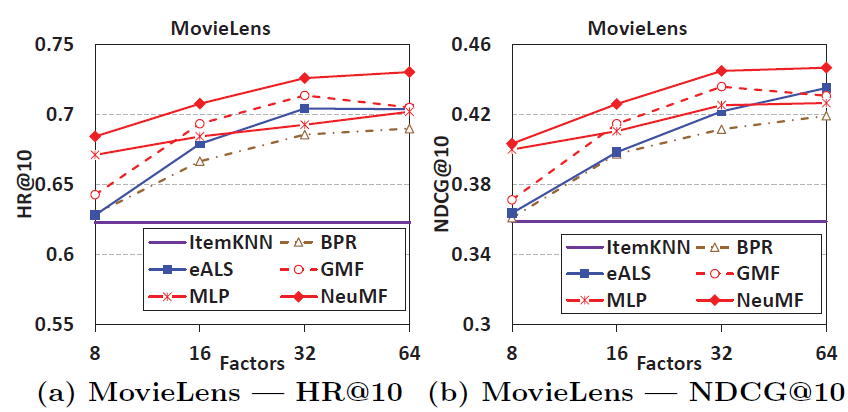 MovieLens
0.75
0.7
0.65
0.6
0.55
HR@10
ItemKNN
BPR
eALS
GMF
MLP
NeuMF
8
16
32
64
Factors
(a) MovieLens — HR@10
MovieLens
0.46
0.42
0.38
0.34
0.3
NDCG@10
ItemKNN
BPR
eALS
GMF
MLP
NeuMF
8
16
32
64
Factors
(b) MovieLens — NDCG@10